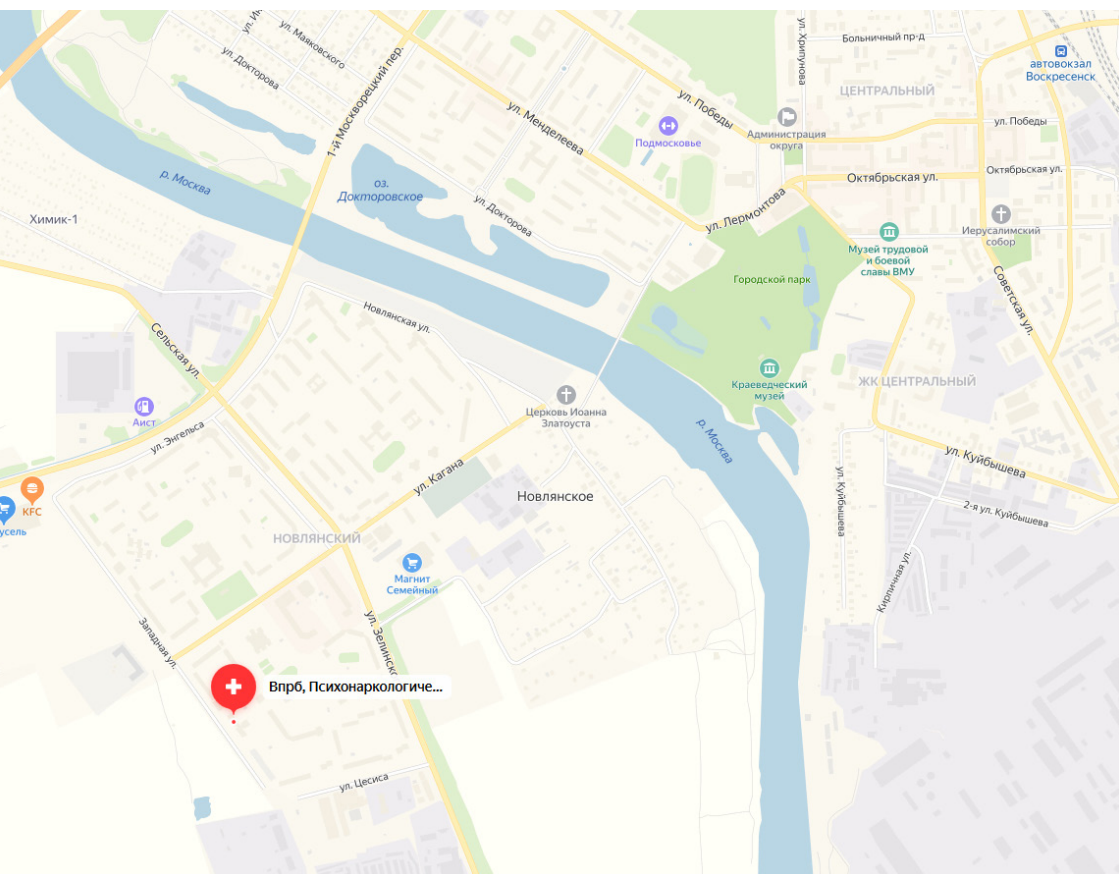 ул. Маяковского
ул. Хрипунова
Больничный пр-д
автовокзал
Воскресенск
ул. Докторова
1-й Москворецкий пер.
ул. Победы
ЦЕНТРАЛЬНЫЙ
ул. Менделеева
Подмосковье
Администрация
округа
ул. Победы
р. Москва
оз.
Докторовское
Октябрьская ул.
Октябрьская ул.
ул. Докторова
ул. Лермонтова
Химик-1
Иерусалимский
собор
Музей трудовой
и боевой
славы ВМУ
Городской парк
Советская ул.
Новлянская ул.
Сельская ул.
Краеведческий
музей
ЖК ЦЕНТРАЛЬНЫЙ
Аист
Церковь Иоанна
Златоуста
ул. Энгельса
р. Москва
ул. Кагана
ул. Куйбышева
KFC
Новлянское
ул. Куйбышева
2-я ул. Куйбышева
НОВЛЯНСКИЙ
Магнит
Семейный
Кирпичная ул.
Западная ул.
Впрб, Психонаркологиче...
ул. Цесиса